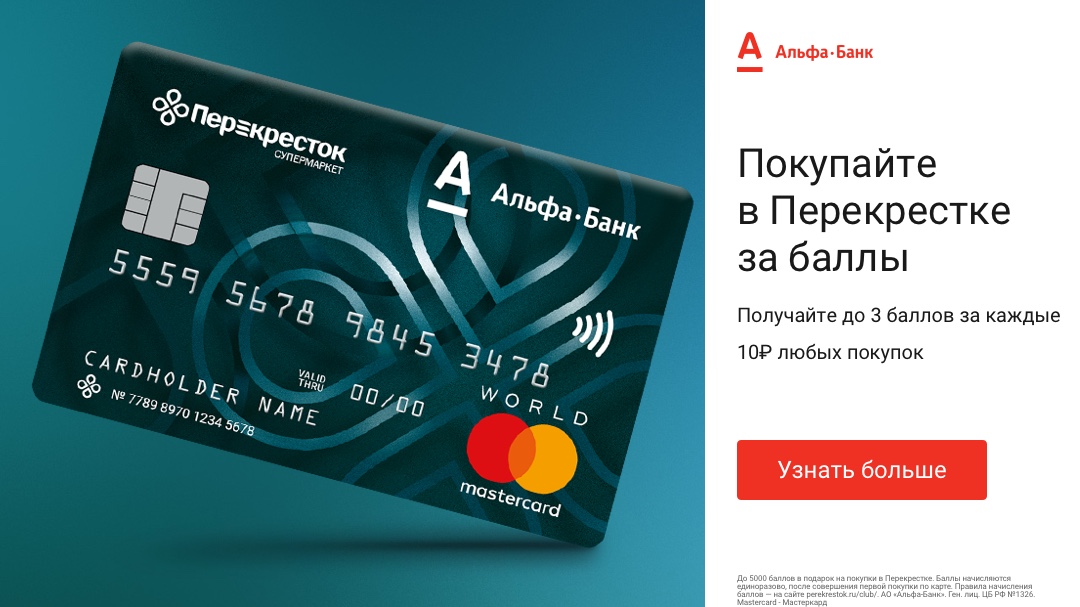 Перекресток
СУПЕРМАРКЕТ
А Альфа·Банк
5559 5678 9845 3478
CARDHOLDER NAME
VALID
THRU
00/00
№ 7789 8970 1234 5678
WORLD
mastercard
А Альфа·Банк
Покупайте
в Перекрестке
за баллы
Получайте до 3 баллов за каждые
10₽ любых покупок
Узнать больше
До 5000 баллов в подарок на покупки в Перекрестке. Баллы начисляются
единоразово, после совершения первой покупки по карте. Правила начисления
баллов — на сайте perekrestok.ru/club/. АО «Альфа-Банк». Ген. лиц. ЦБ РФ №1326.
Mastercard - Мастеркард